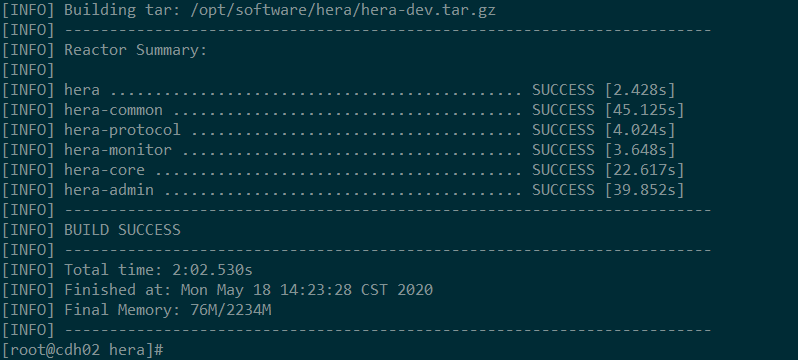 [INFO] Building tar: /opt/software/hera/hera-dev.tar.gz
[INFO] ------------------------------------------------------------------------
[INFO] Reactor Summary:
[INFO]
[INFO] hera .............................................. SUCCESS [2.428s]
[INFO] hera-common ....................................... SUCCESS [45.125s]
[INFO] hera-protocol ..................................... SUCCESS [4.024s]
[INFO] hera-monitor ...................................... SUCCESS [3.648s]
[INFO] hera-core ......................................... SUCCESS [22.617s]
[INFO] hera-admin ........................................ SUCCESS [39.852s]
[INFO] ------------------------------------------------------------------------
[INFO] BUILD SUCCESS
[INFO] ------------------------------------------------------------------------
[INFO] Total time: 2:02.530s
[INFO] Finished at: Mon May 18 14:23:28 CST 2020
[INFO] Final Memory: 76M/2234M
[INFO] ------------------------------------------------------------------------
[root@cdh02 hera]#